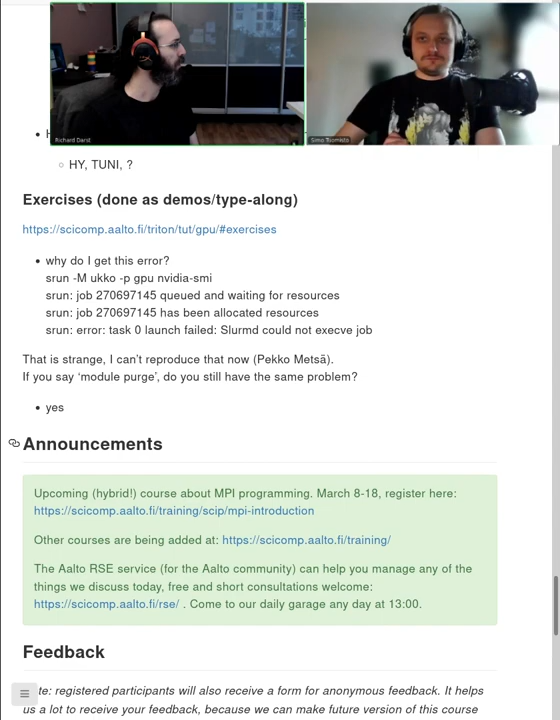 Richard Darst
Simo Tuomisto
HY, TUNI, ?
Exercises (done as demos/type-along)
https://scicomp.aalto.fi/triton/tut/gpu/#exercises
why do I get this error?
srun -M ukko -p gpu nvidia-smi
srun: job 270697145 queued and waiting for resources
srun: job 270697145 has been allocated resources
srun: error: task 0 launch failed: Slurmd could not execve job
That is strange, I can’t reproduce that now (Pekko Metsä).
If you say ‘module purge’, do you still have the same problem?
yes
Announcements
Upcoming (hybrid!) course about MPI programming. March 8-18, register here:
https://scicomp.aalto.fi/training/scip/mpi-introduction
Other courses are being added at: https://scicomp.aalto.fi/training/
The Aalto RSE service (for the Aalto community) can help you manage any of the
things we discuss today, free and short consultations welcome:
https://scicomp.aalto.fi/rse/ . Come to our daily garage any day at 13:00.
Feedback
te: registered participants will also receive a form for anonymous feedback. It helps
us a lot to receive your feedback, because we can make future version of this course